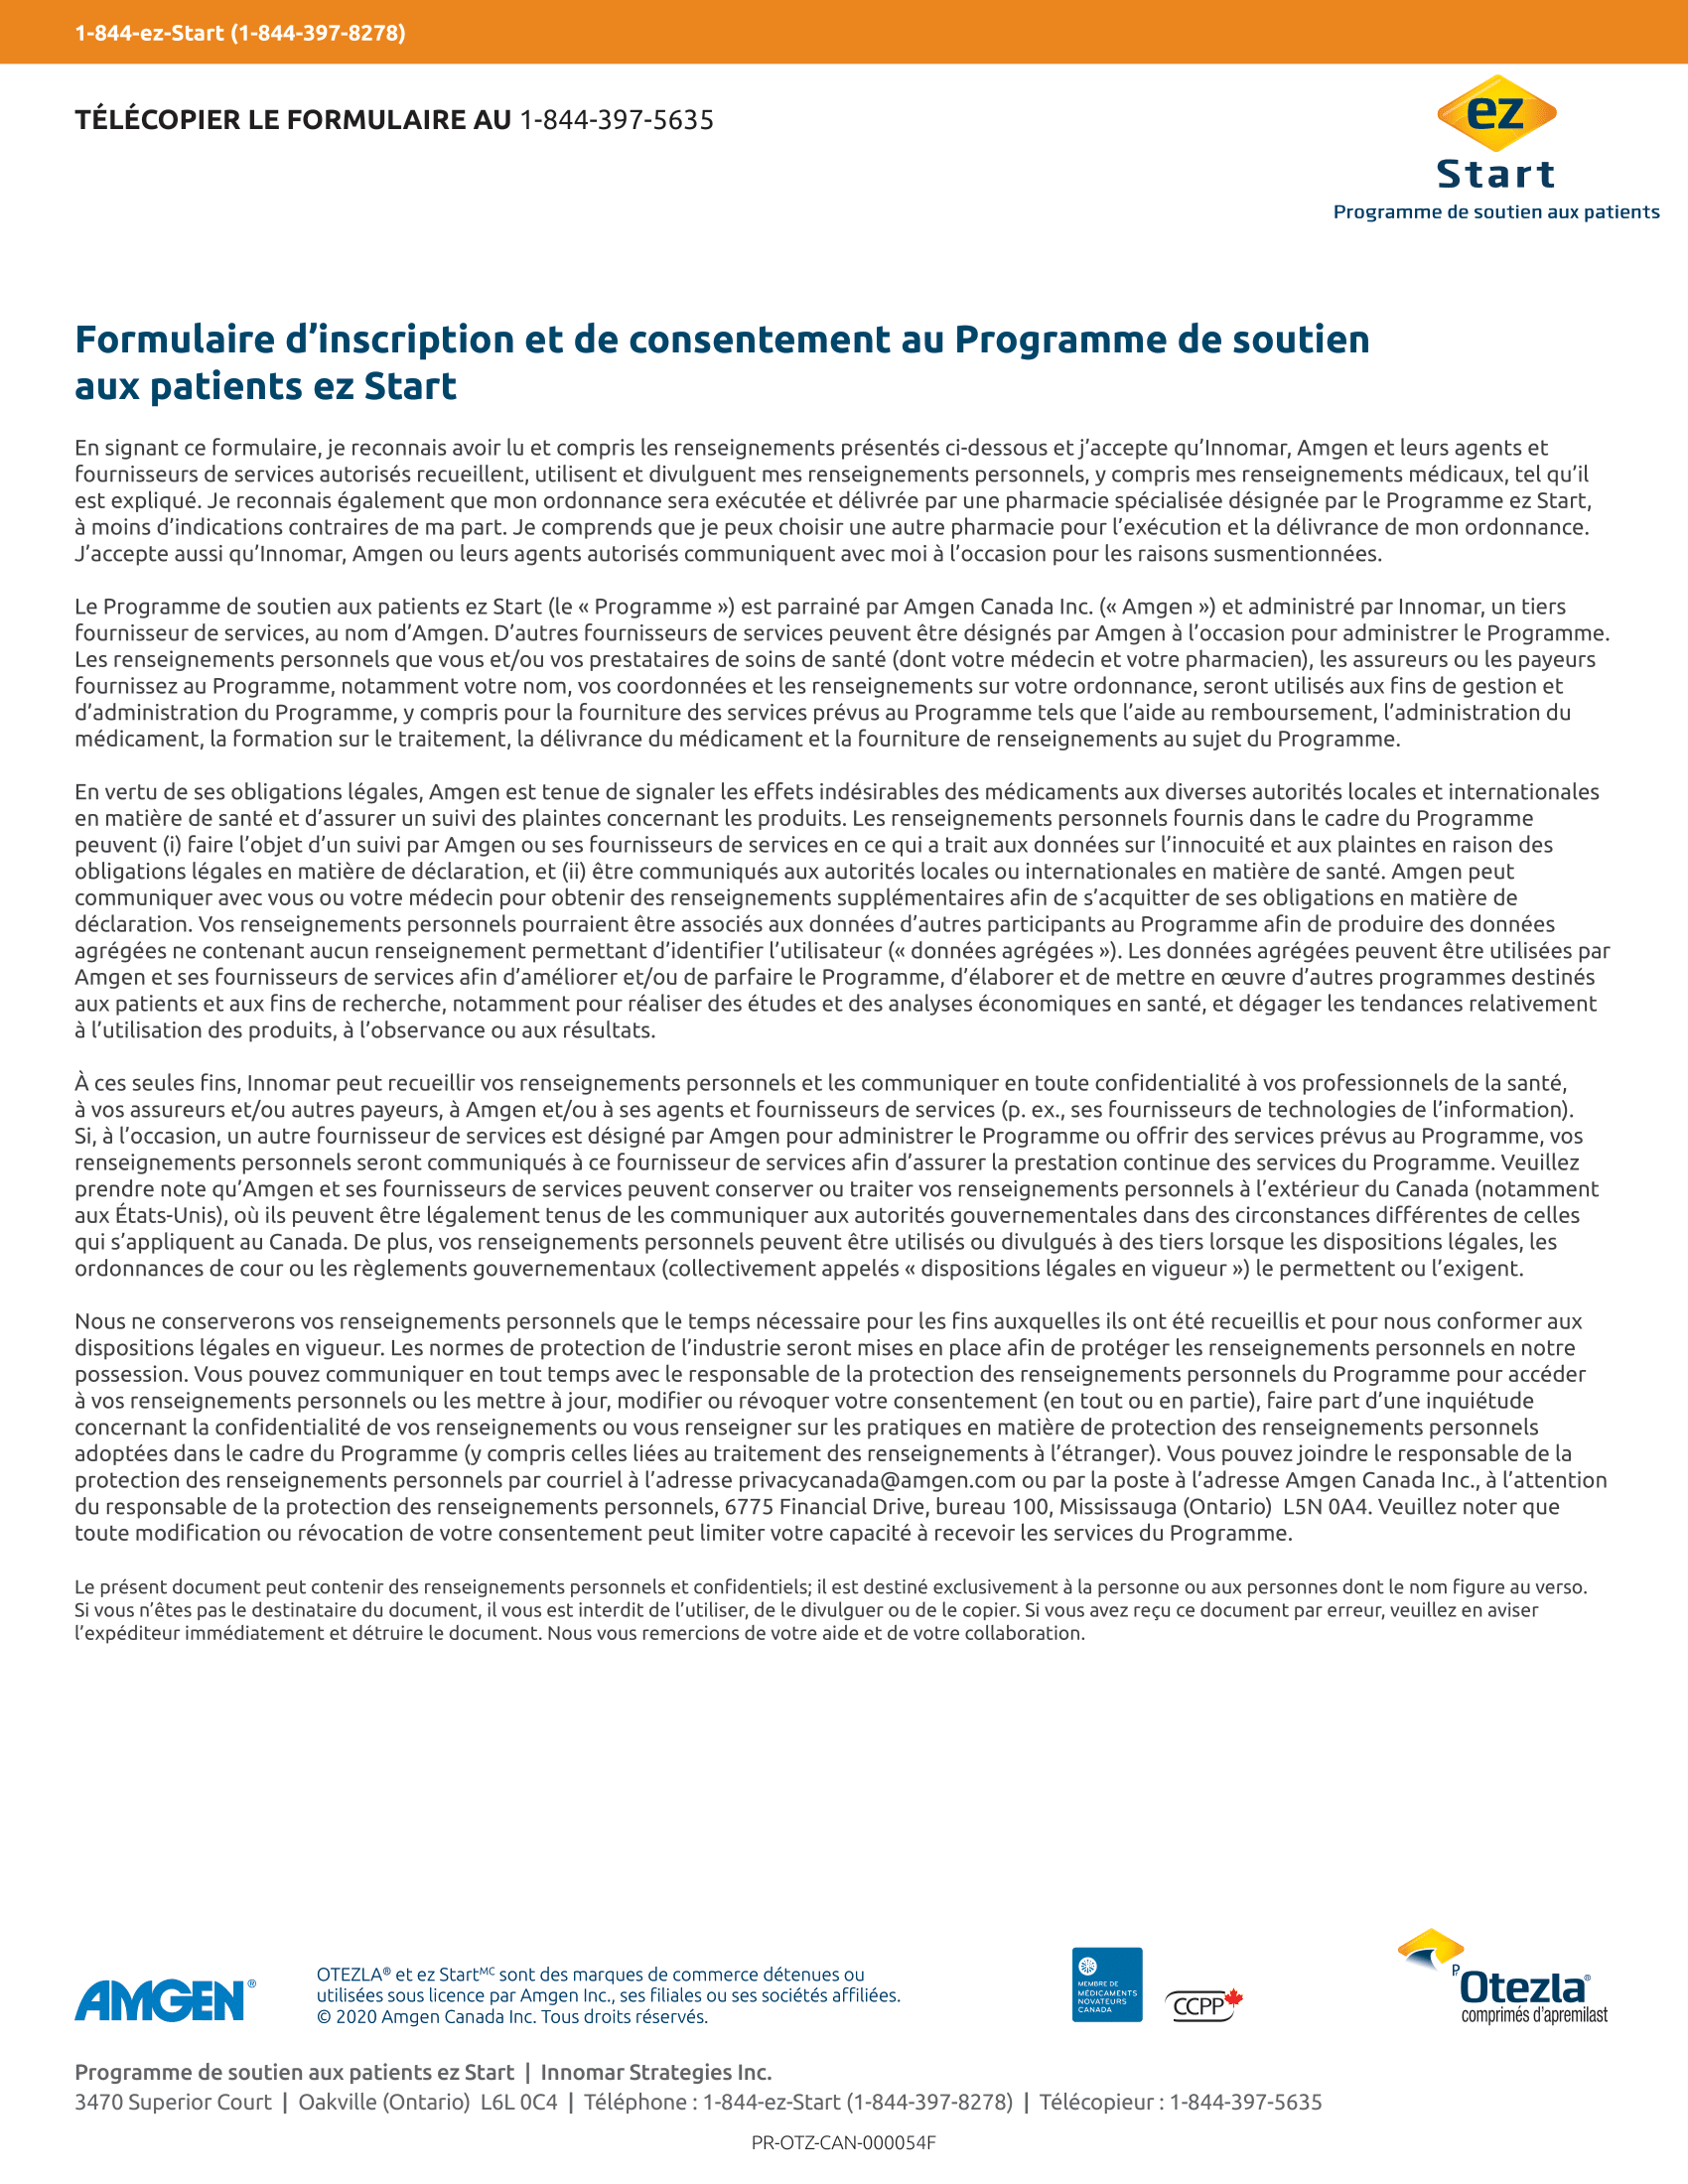 1-844-ez-Start (1-844-397-8278)
TÉLÉCOPIER LE FORMULAIRE AU 1-844-397-5635
ez
Start
Programme de soutien aux patients
Formulaire d’inscription et de consentement au Programme de soutien
aux patients ez Start
En signant ce formulaire, je reconnais avoir lu et compris les renseignements présentés ci-dessous et j’accepte qu’Innomar, Amgen et leurs agents et
fournisseurs de services autorisés recueillent, utilisent et divulguent mes renseignements personnels, y compris mes renseignements médicaux, tel qu’il
est expliqué. Je reconnais également que mon ordonnance sera exécutée et délivrée par une pharmacie spécialisée désignée par le Programme ez Start,
à moins d’indications contraires de ma part. Je comprends que je peux choisir une autre pharmacie pour l’exécution et la délivrance de mon ordonnance.
J’accepte aussi qu’Innomar, Amgen ou leurs agents autorisés communiquent avec moi à l’occasion pour les raisons susmentionnées.
Le Programme de soutien aux patients ez Start (le « Programme ») est parrainé par Amgen Canada Inc. (« Amgen ») et administré par Innomar, un tiers
fournisseur de services, au nom d’Amgen. D’autres fournisseurs de services peuvent être désignés par Amgen à l’occasion pour administrer le Programme.
Les renseignements personnels que vous et/ou vos prestataires de soins de santé (dont votre médecin et votre pharmacien), les assureurs ou les payeurs
fournissez au Programme, notamment votre nom, vos coordonnées et les renseignements sur votre ordonnance, seront utilisés aux fins de gestion et
d’administration du Programme, y compris pour la fourniture des services prévus au Programme tels que l’aide au remboursement, l’administration du
médicament, la formation sur le traitement, la délivrance du médicament et la fourniture de renseignements au sujet du Programme.
En vertu de ses obligations légales, Amgen est tenue de signaler les effets indésirables des médicaments aux diverses autorités locales et internationales
en matière de santé et d’assurer un suivi des plaintes concernant les produits. Les renseignements personnels fournis dans le cadre du Programme
peuvent (i) faire l’objet d’un suivi par Amgen ou ses fournisseurs de services en ce qui a trait aux données sur l’innocuité et aux plaintes en raison des
obligations légales en matière de déclaration, et (ii) être communiqués aux autorités locales ou internationales en matière de santé. Amgen peut
communiquer avec vous ou votre médecin pour obtenir des renseignements supplémentaires afin de s’acquitter de ses obligations en matière de
déclaration. Vos renseignements personnels pourraient être associés aux données d’autres participants au Programme afin de produire des données
agrégées ne contenant aucun renseignement permettant d’identifier l’utilisateur (« données agrégées »). Les données agrégées peuvent être utilisées par
Amgen et ses fournisseurs de services afin d’améliorer et/ou de parfaire le Programme, d’élaborer et de mettre en œuvre d’autres programmes destinés
aux patients et aux fins de recherche, notamment pour réaliser des études et des analyses économiques en santé, et dégager les tendances relativement
à l’utilisation des produits, à l’observance ou aux résultats.
À ces seules fins, Innomar peut recueillir vos renseignements personnels et les communiquer en toute confidentialité à vos professionnels de la santé,
à vos assureurs et/ou autres payeurs, à Amgen et/ou à ses agents et fournisseurs de services (p. ex., ses fournisseurs de technologies de l’information).
Si, à l’occasion, un autre fournisseur de services est désigné par Amgen pour administrer le Programme ou offrir des services prévus au Programme, vos
renseignements personnels seront communiqués à ce fournisseur de services afin d’assurer la prestation continue des services du Programme. Veuillez
prendre note qu’Amgen et ses fournisseurs de services peuvent conserver ou traiter vos renseignements personnels à l’extérieur du Canada (notamment
aux États-Unis), où ils peuvent être légalement tenus de les communiquer aux autorités gouvernementales dans des circonstances différentes de celles
qui s’appliquent au Canada. De plus, vos renseignements personnels peuvent être utilisés ou divulgués à des tiers lorsque les dispositions légales, les
ordonnances de cour ou les règlements gouvernementaux (collectivement appelés « dispositions légales en vigueur ») le permettent ou l’exigent.
Nous ne conserverons vos renseignements personnels que le temps nécessaire pour les fins auxquelles ils ont été recueillis et pour nous conformer aux
dispositions légales en vigueur. Les normes de protection de l’industrie seront mises en place afin de protéger les renseignements personnels en notre
possession. Vous pouvez communiquer en tout temps avec le responsable de la protection des renseignements personnels du Programme pour accéder
à vos renseignements personnels ou les mettre à jour, modifier ou révoquer votre consentement (en tout ou en partie), faire part d’une inquiétude
concernant la confidentialité de vos renseignements ou vous renseigner sur les pratiques en matière de protection des renseignements personnels
adoptées dans le cadre du Programme (y compris celles liées au traitement des renseignements à l’étranger). Vous pouvez joindre le responsable de la
protection des renseignements personnels par courriel à l’adresse privacycanada@amgen.com ou par la poste à l’adresse Amgen Canada Inc., à l’attention
du responsable de la protection des renseignements personnels, 6775 Financial Drive, bureau 100, Mississauga (Ontario) L5N 0A4. Veuillez noter que
toute modification ou révocation de votre consentement peut limiter votre capacité à recevoir les services du Programme.
Le présent document peut contenir des renseignements personnels et confidentiels; il est destiné exclusivement à la personne ou aux personnes dont le nom figure au verso.
Si vous n’êtes pas le destinataire du document, il vous est interdit de l’utiliser, de le divulguer ou de le copier. Si vous avez reçu ce document par erreur, veuillez en aviser
l’expéditeur immédiatement et détruire le document. Nous vous remercions de votre aide et de votre collaboration.
AMGEN®
OTEZLA® et ez Startᴹᶜ sont des marques de commerce détenues ou
utilisées sous licence par Amgen Inc., ses filiales ou ses sociétés affiliées.
© 2020 Amgen Canada Inc. Tous droits réservés.
MEMBRE DE
MÉDICAMENTS
NOVATEURS
CANADA
CCPP
Pr Otezla®
comprimés d’apremilast
Programme de soutien aux patients ez Start | Innomar Strategies Inc.
3470 Superior Court | Oakville (Ontario) L6L 0C4 | Téléphone : 1-844-ez-Start (1-844-397-8278) | Télécopieur : 1-844-397-5635
PR-OTZ-CAN-000054F